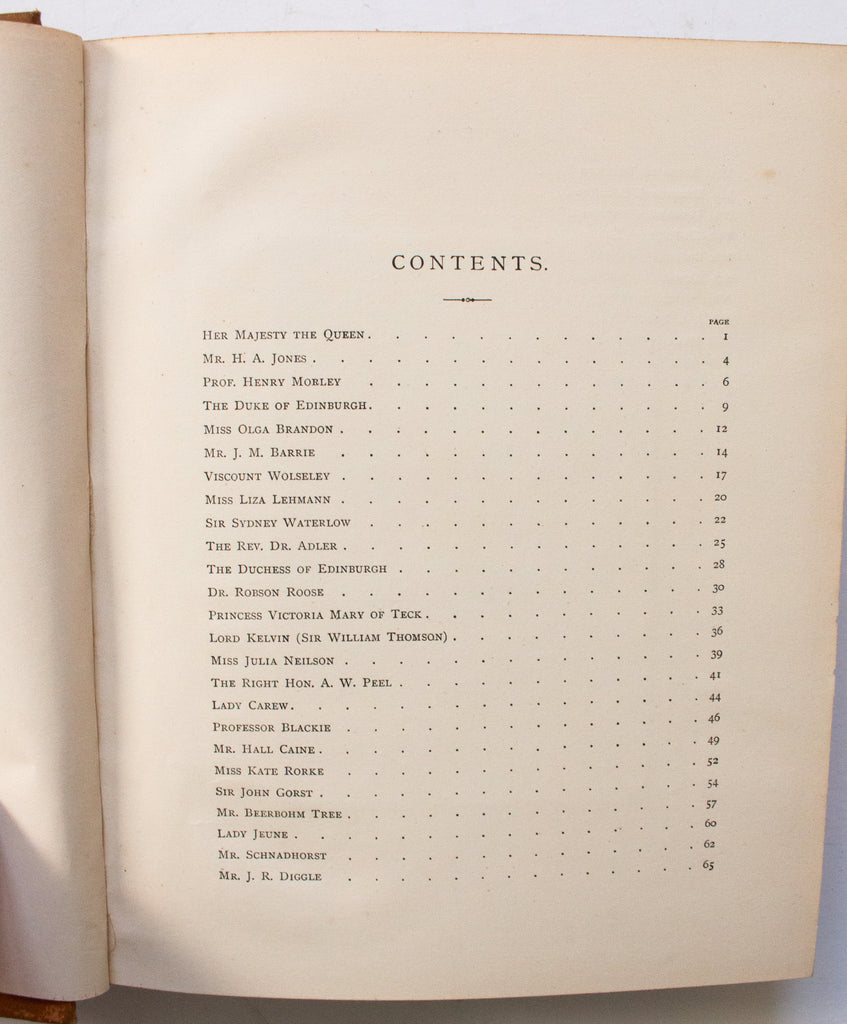 CONTENTS.
PAGE
HER MAJESTY THE QUEEN . . . . . . . . . . . . . 1
MR. H. A. JONES . . . . . . . . . . . . . . . 4
PROF. HENRY MORLEY . . . . . . . . . . . . . 6
THE DUKE OF EDINBURGH . . . . . . . . . . . . . 9
MISS OLGA BRANDON . . . . . . . . . . . . . . 12
MR. J. M. BARRIE . . . . . . . . . . . . . . 14
VISCOUNT WOLSELEY . . . . . . . . . . . . . . 17
MISS LIZA LEHMANN . . . . . . . . . . . . . . 20
SIR SYDNEY WATERLOW . . . . . . . . . . . . . 22
THE REV. DR. ADLER . . . . . . . . . . . . . . 25
THE DUCHESS OF EDINBURGH . . . . . . . . . . . . 28
DR. ROBSON ROOSE . . . . . . . . . . . . . . 30
PRINCESS VICTORIA MARY OF TECK . . . . . . . . . . . 33
LORD KELVIN (SIR WILLIAM THOMSON) . . . . . . . . . . 36
MISS JULIA NEILSON . . . . . . . . . . . . . . 39
THE RIGHT HON. A. W. PEEL . . . . . . . . . . . . 41
LADY CAREW . . . . . . . . . . . . . . . . 44
PROFESSOR BLACKIE . . . . . . . . . . . . . . 46
MR. HALL CAINE . . . . . . . . . . . . . . . 49
MISS KATE RORKE . . . . . . . . . . . . . . 52
SIR JOHN GORST . . . . . . . . . . . . . . . 54
MR. BEERBOHM TREE . . . . . . . . . . . . . . 57
LADY JEUNE . . . . . . . . . . . . . . . . 60
MR. SCHNADHORST . . . . . . . . . . . . . . 62
MR. J. R. DIGGLE . . . . . . . . . . . . . . 65